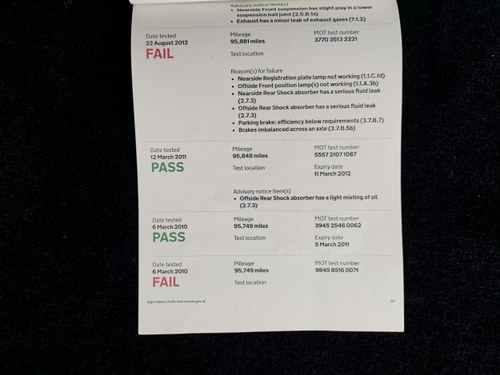 Advisory notice item(s)
• Nearside Front suspension has slight play in a lower
suspension ball joint (2.5.B.1a)
• Exhaust has a minor leak of exhaust gases (7.1.2)
Date tested
22 August 2012
FAIL
Mileage
95,881 miles
Test location
MOT test number
3770 3513 2221
Reason(s) for failure
• Nearside Registration plate lamp not working (1.1.C.1d)
• Offside Front position lamp(s) not working (1.1.A.3b)
• Nearside Rear Shock absorber has a serious fluid leak
(2.7.3)
• Offside Rear Shock absorber has a serious fluid leak
(2.7.3)
• Parking brake: efficiency below requirements (3.7.B.7)
• Brakes imbalanced across an axle (3.7.B.5b)
Date tested
12 March 2011
PASS
Mileage
95,848 miles
Test location
MOT test number
5557 2107 1087
Expiry date
11 March 2012
Advisory notice item(s)
• Offside Rear Shock absorber has a light misting of oil
(2.7.3)
Date tested
6 March 2010
PASS
Mileage
95,749 miles
Test location
MOT test number
3945 2546 0062
Expiry date
5 March 2011
Date tested
6 March 2010
FAIL
Mileage
95,749 miles
Test location
MOT test number
9845 8516 0071